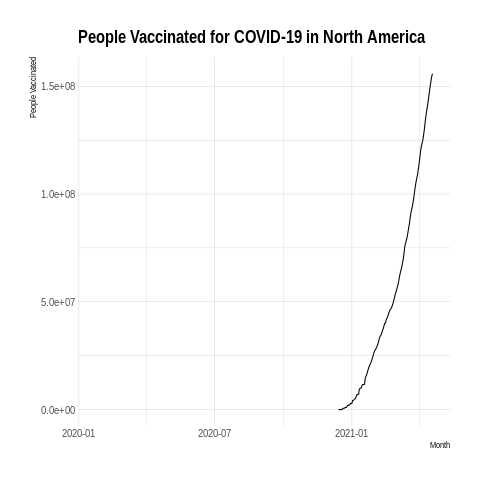 People Vaccinated for COVID-19 in North America
People Vaccinated
1.5e+08
1.0e+08
5.0e+07
0.0e+00
2020-01
2020-07
2021-01
Month